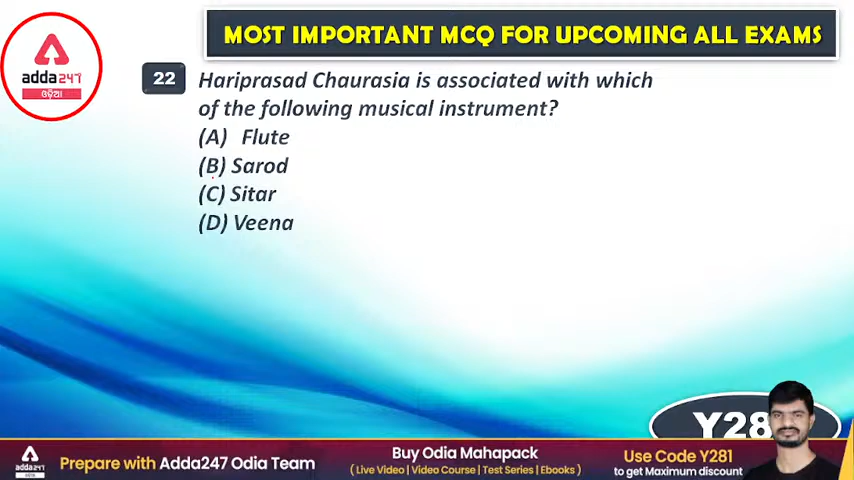 MOST IMPORTANT MCQ FOR UPCOMING ALL EXAMS
adda247
ଓଡ଼ିଆ
22
Hariprasad Chaurasia is associated with which
of the following musical instrument?
(A) Flute
(B) Sarod
(C) Sitar
(D) Veena
Y28
adda247
Prepare with Adda247 Odia Team
Buy Odia Mahapack
( Live Video | Video Course | Test Series | Ebooks )
Use Code Y281
to get Maximum discount